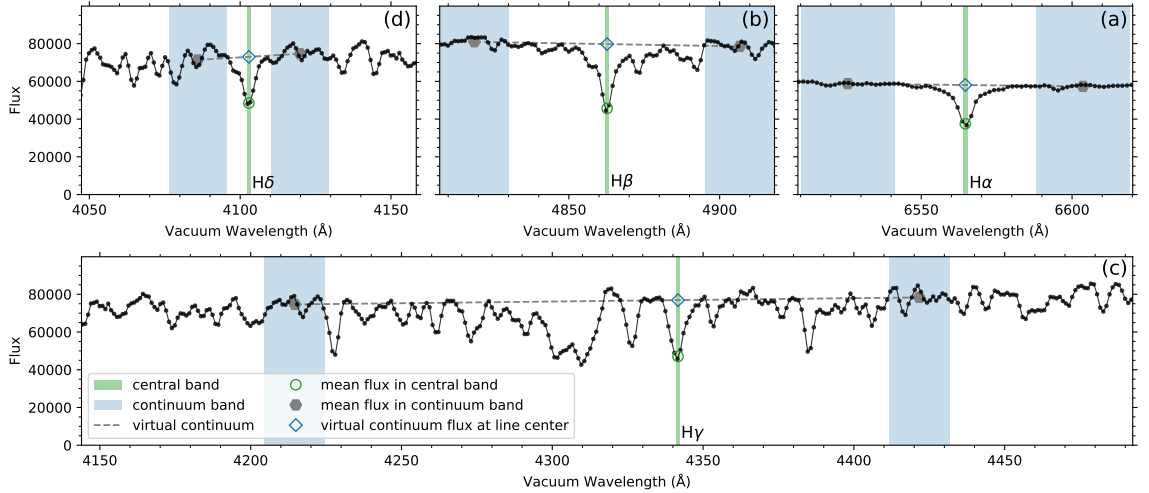 (d) (b) (a)
80000
60000
40000
20000
0
Flux
Hδ Hβ Hα
4050 4100 4150 4850 4900 6550 6600
Vacuum Wavelength (Å) Vacuum Wavelength (Å) Vacuum Wavelength (Å)
(c)
80000
60000
40000
20000
0
Flux
central band mean flux in central band
continuum band mean flux in continuum band
virtual continuum virtual continuum flux at line center
Hγ
4150 4200 4250 4300 4350 4400 4450
Vacuum Wavelength (Å)